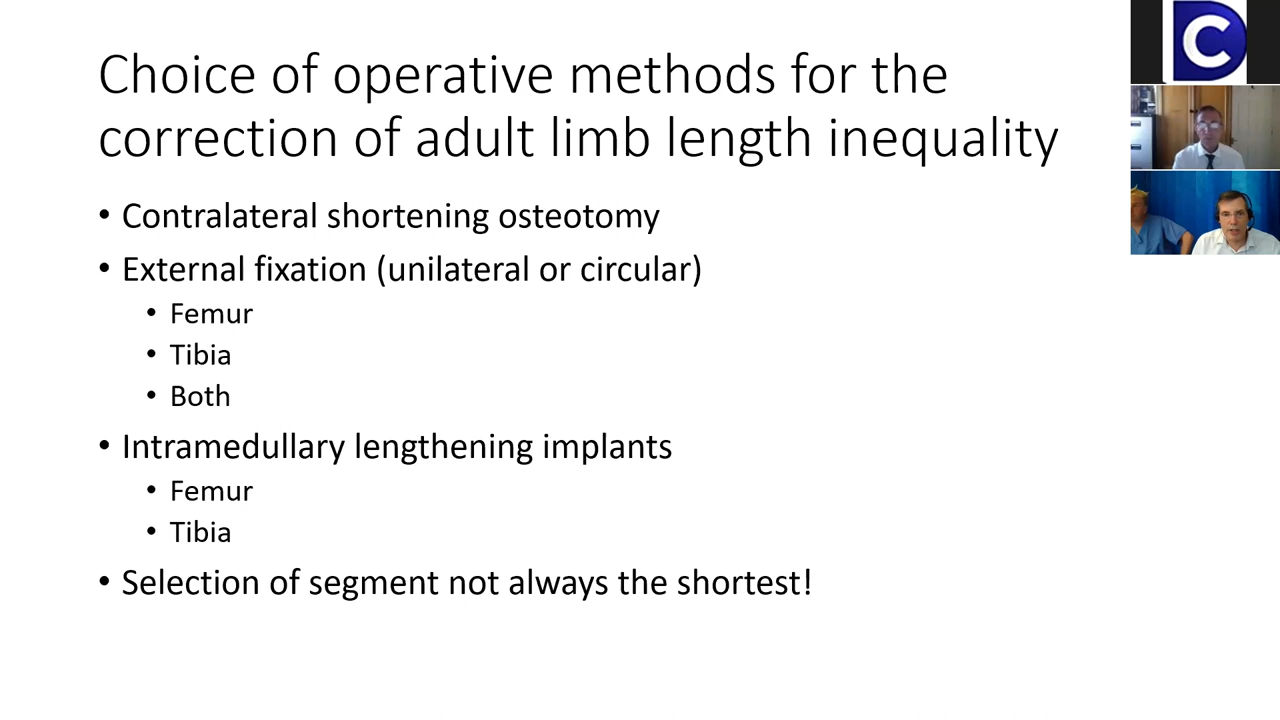 Choice of operative methods for the
correction of adult limb length inequality
• Contralateral shortening osteotomy
• External fixation (unilateral or circular)
• Femur
• Tibia
• Both
• Intramedullary lengthening implants
• Femur
• Tibia
• Selection of segment not always the shortest!
DC